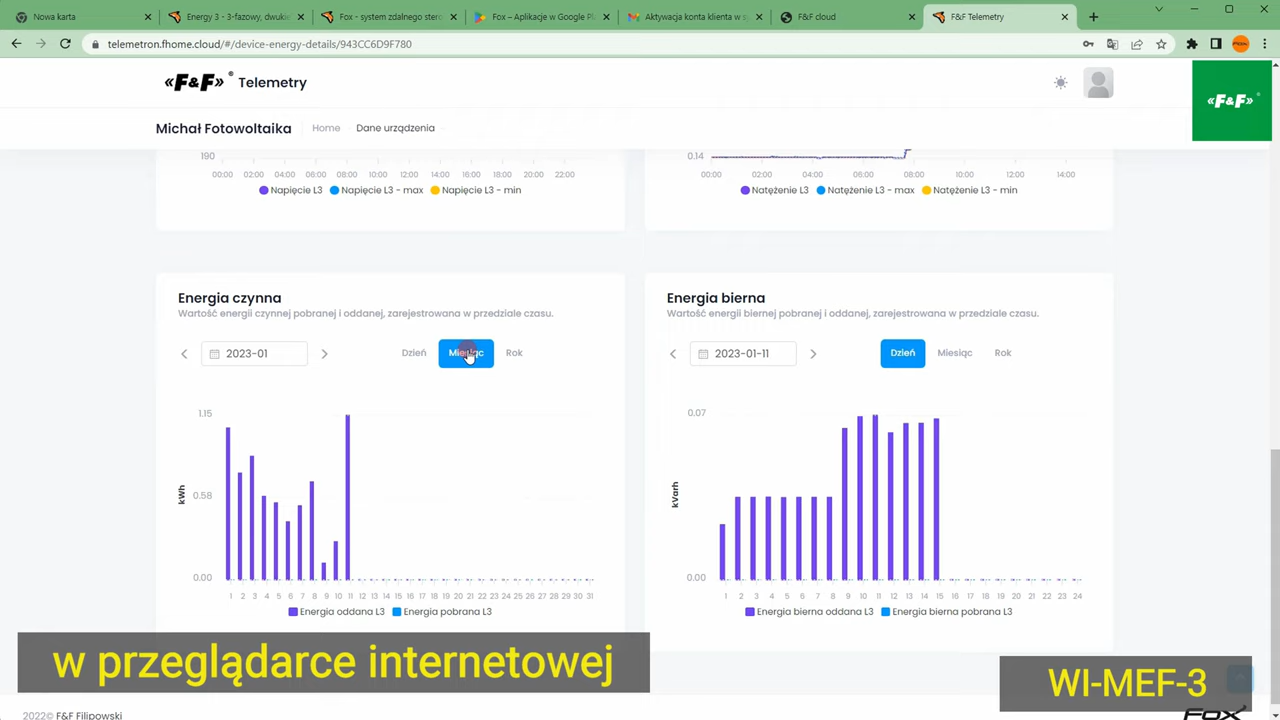 Nowa karta
Energy 3 - 3-fazowy, dwukie
Fox - system zdalnego stero
Fox – Aplikacje w Google P
Aktywacja konta klienta w s
F&F cloud
F&F Telemetry
telemetron.fhome.cloud/#/device-energy-details/943CC6D9F780
«F&F»® Telemetry
«F&F»®
Michał Fotowoltaika
Home
Dane urządzenia
190
00:00 02:00 04:00 06:00 08:00 10:00 12:00 14:00 16:00 18:00 20:00 22:00
Napięcie L3 Napięcie L3 - max Napięcie L3 - min
0.14
00:00 02:00 04:00 06:00 08:00 10:00 12:00 14:00
Natężenie L3 Natężenie L3 - max Natężenie L3 - min
Energia czynna
Wartość energii czynnej pobranej i oddanej, zarejestrowana w przedziale czasu.
2023-01
Dzień Miesiąc Rok
1.15
0.58
0.00
kWh
1 2 3 4 5 6 7 8 9 10 11 12 13 14 15 16 17 18 19 20 21 22 23 24 25 26 27 28 29 30 31
Energia oddana L3 Energia pobrana L3
Energia bierna
Wartość energii biernej pobranej i oddanej, zarejestrowana w przedziale czasu.
2023-01-11
Dzień Miesiąc Rok
0.07
0.00
kVarh
1 2 3 4 5 6 7 8 9 10 11 12 13 14 15 16 17 18 19 20 21 22 23 24
Energia bierna oddana L3 Energia bierna pobrana L3
w przeglądarce internetowej
WI-MEF-3
2022© F&F Filipowski
FOX